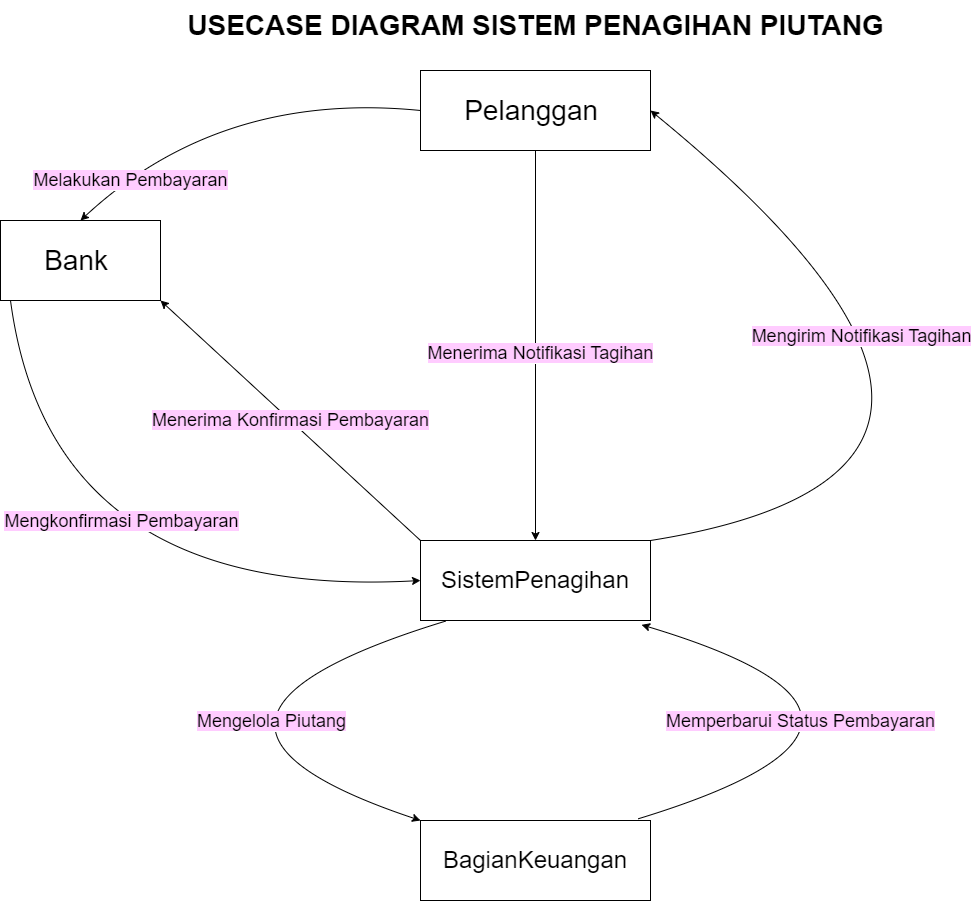 USECASE DIAGRAM SISTEM PENAGIHAN PIUTANG
Pelanggan
Melakukan Pembayaran
Bank
Mengirim Notifikasi Tagihan
Menerima Notifikasi Tagihan
Menerima Konfirmasi Pembayaran
Mengkonfirmasi Pembayaran
SistemPenagihan
Mengelola Piutang
Memperbarui Status Pembayaran
BagianKeuangan